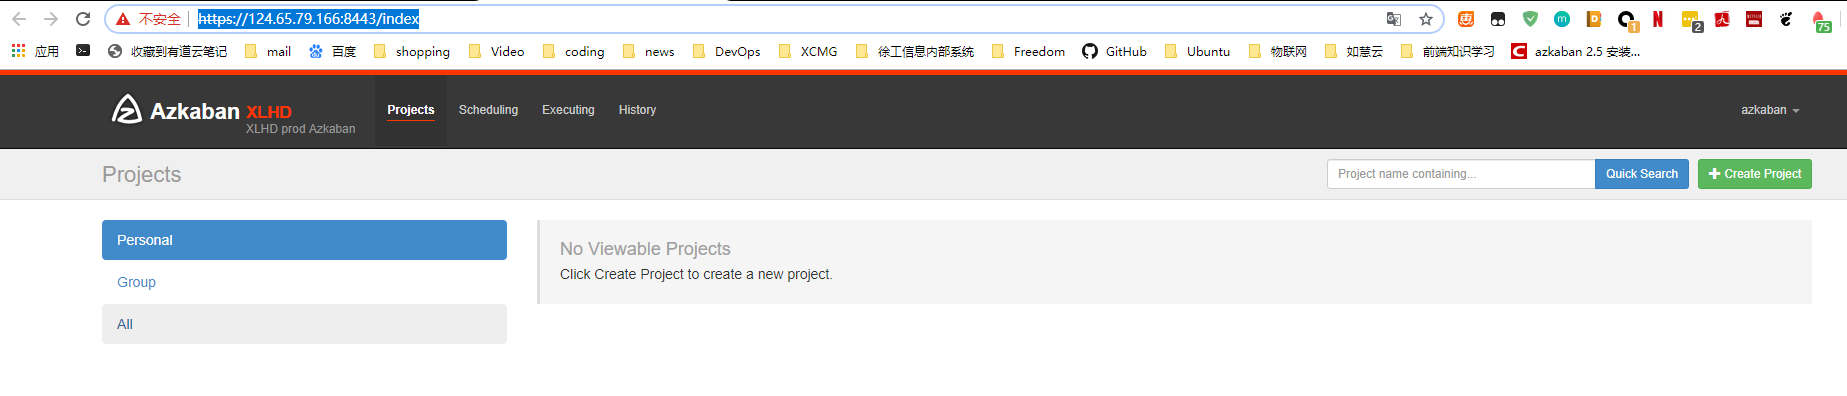 不安全 https://124.65.79.166:8443/index
应用 收藏到有道云笔记 mail 百度 shopping Video coding news DevOps XCMG 徐工信息内部系统 Freedom GitHub Ubuntu 物联网 如慧云 前端知识学习 azkaban 2.5 安装...
Azkaban XLHD Projects Scheduling Executing History azkaban
XLHD prod Azkaban
Projects Project name containing... Quick Search Create Project
Personal
Group
All
No Viewable Projects
Click Create Project to create a new project.